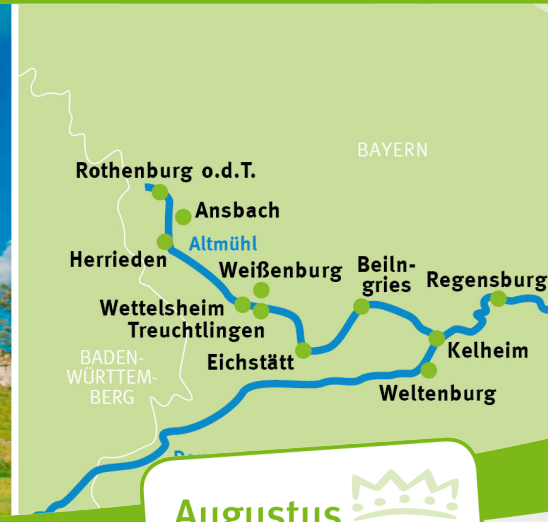 BAYERN
Rothenburg o.d.T.
Ansbach
Altmühl
Herrieden
Weißenburg
Beiln-
gries
Regensburg
Wettelsheim
Treuchtlingen
Eichstätt
Kelheim
BADEN-
WÜRTTEM-
BERG
Weltenburg
Augustus